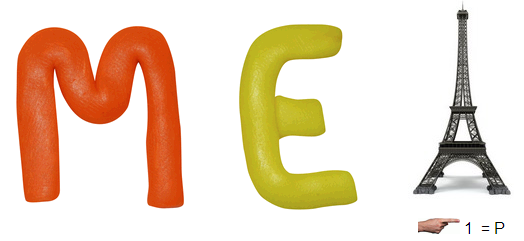 M E
1 = P